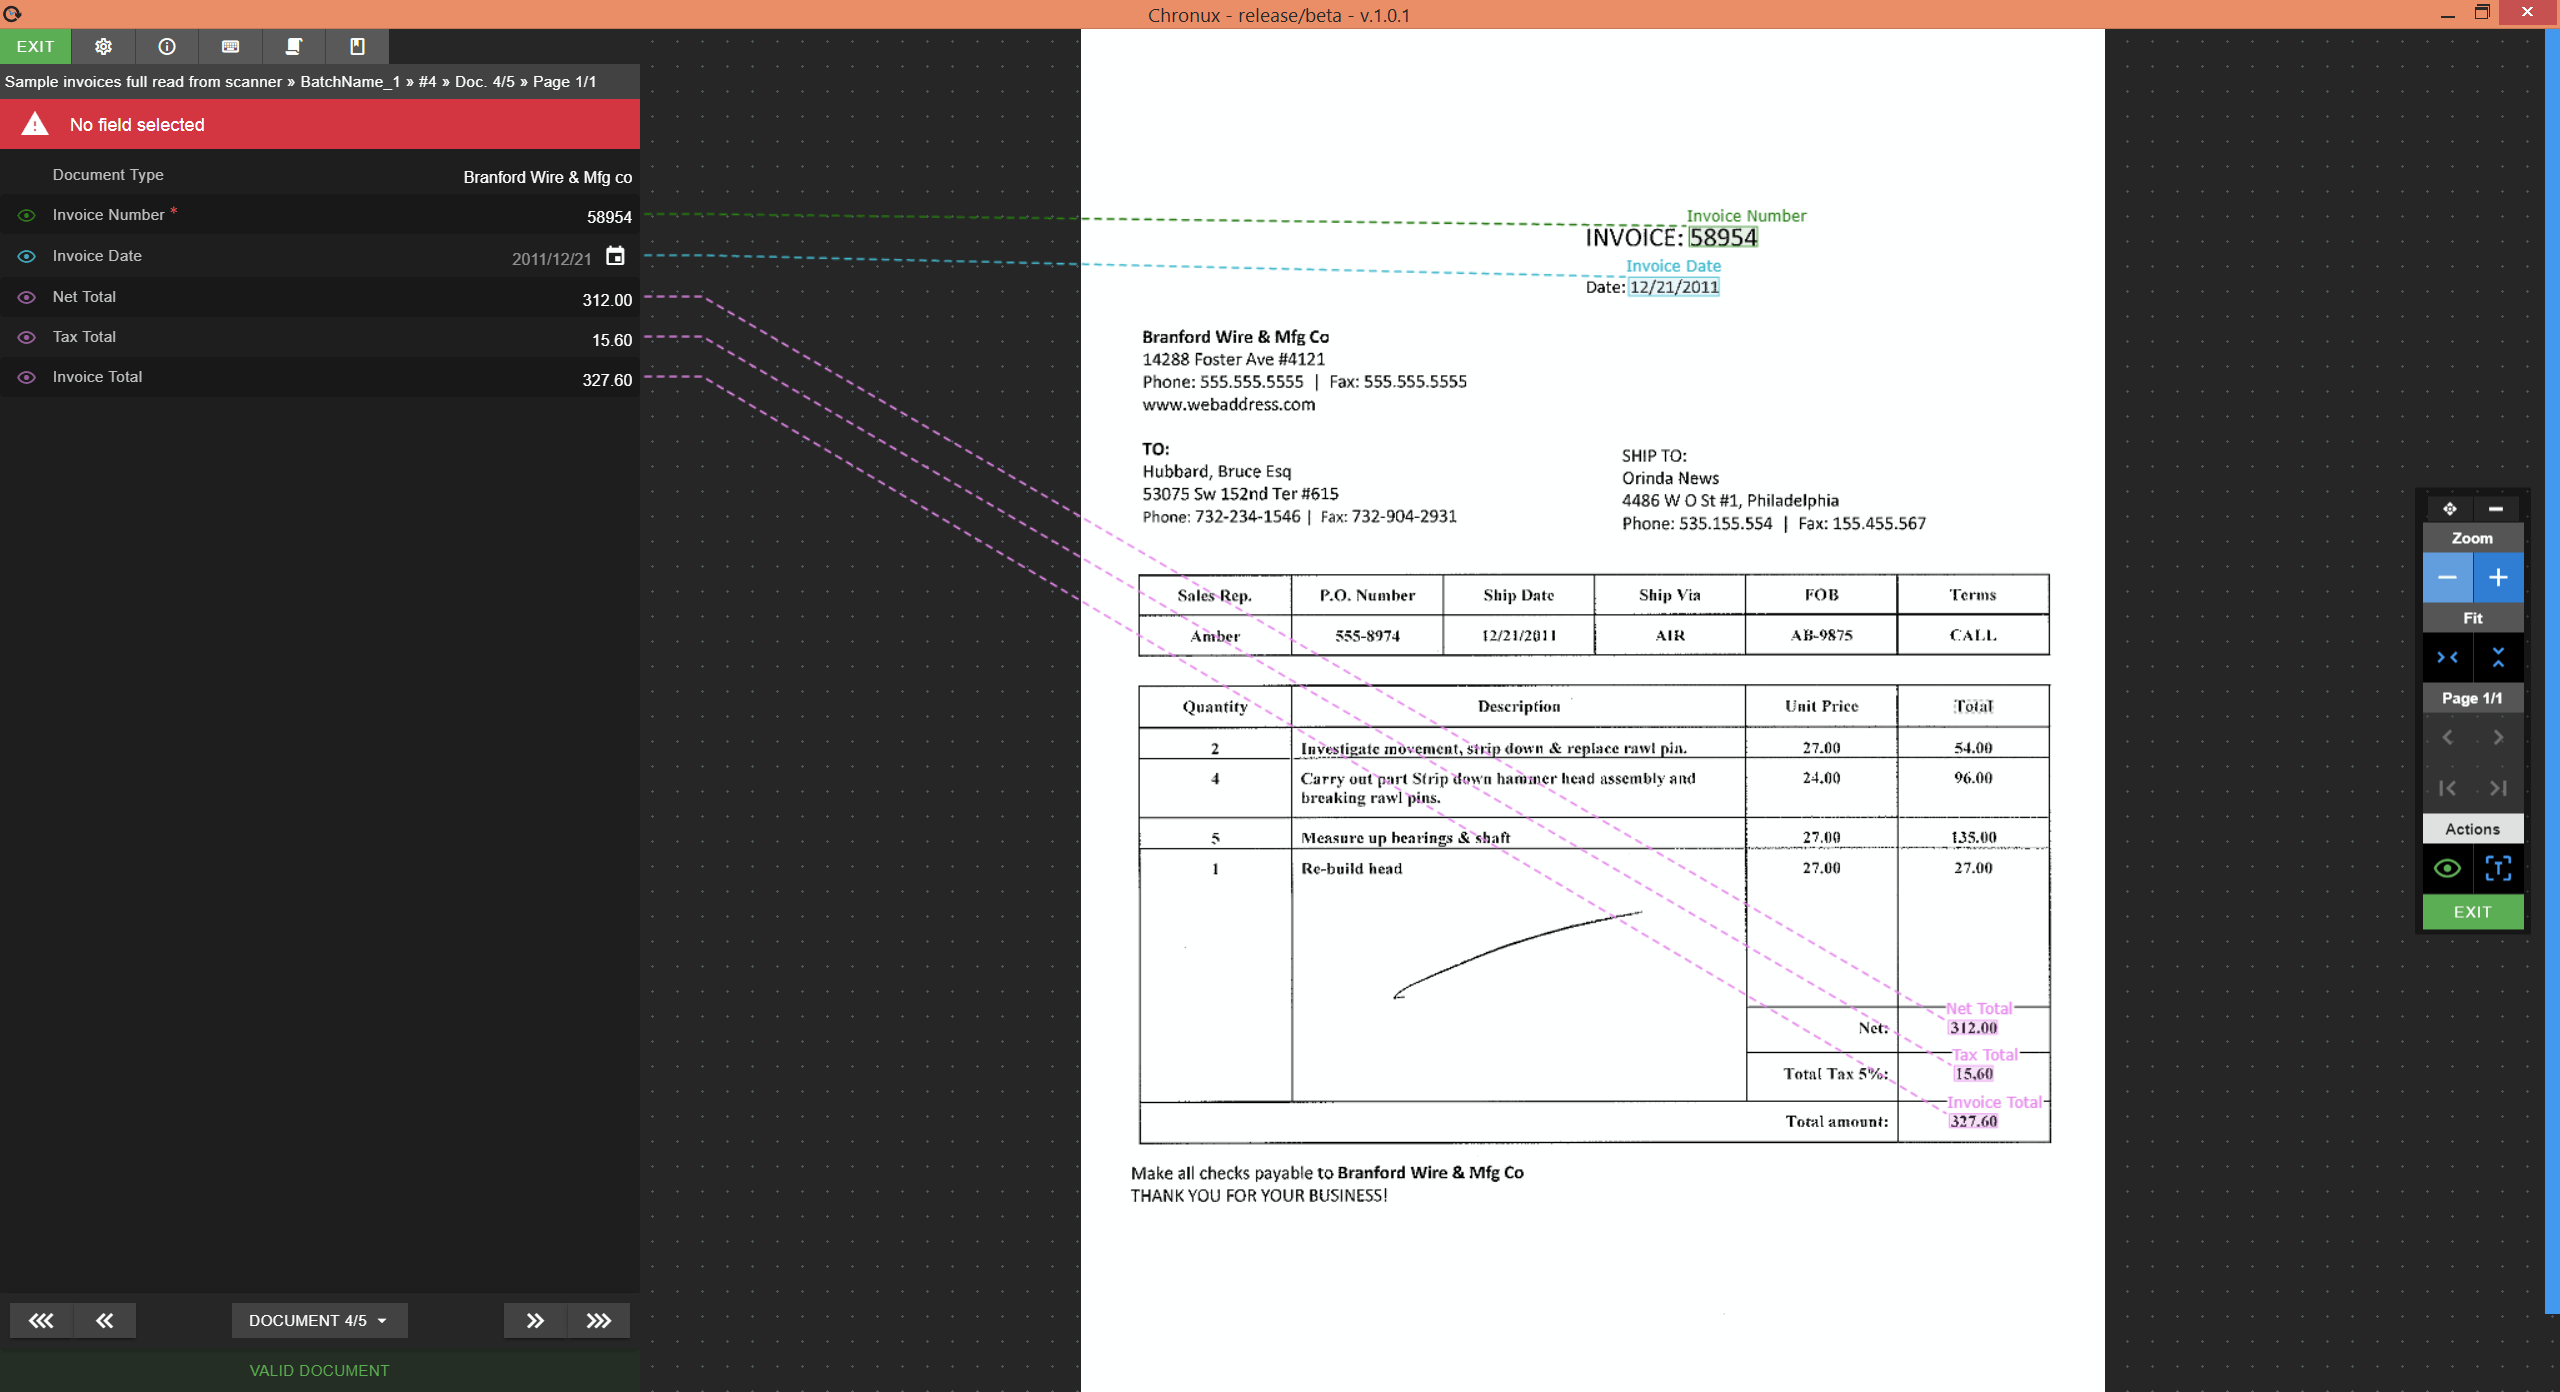 Chronux - release/beta - v.1.0.1
EXIT
Sample invoices full read from scanner » BatchName_1 » #4 » Doc. 4/5 » Page 1/1
No field selected
Document Type Branford Wire & Mfg co
Invoice Number * 58954
Invoice Date 2011/12/21
Net Total 312.00
Tax Total 15.60
Invoice Total 327.60
DOCUMENT 4/5
VALID DOCUMENT
Invoice Number
INVOICE: 58954
Invoice Date
Date: 12/21/2011
Branford Wire & Mfg Co
14288 Foster Ave #4121
Phone: 555.555.5555 | Fax: 555.555.5555
www.webaddress.com
TO:
Hubbard, Bruce Esq
53075 Sw 152nd Ter #615
Phone: 732-234-1546 | Fax: 732-904-2931
SHIP TO:
Orinda News
4486 W O St #1, Philadelphia
Phone: 535.155.554 | Fax: 155.455.567
Sales Rep. P.O. Number Ship Date Ship Via FOB Terms
Amber 555-8974 12/21/2011 AIR AB-9875 CALL
Quantity Description Unit Price Total
2 Investigate movement, strip down & replace rawl pin. 27.00 54.00
4 Carry out part Strip down hammer head assembly and 24.00 96.00
breaking rawl pins.
5 Measure up bearings & shaft 27.00 135.00
1 Re-build head 27.00 27.00
Net Total
Net: 312.00
Tax Total
Total Tax 5%: 15.60
Invoice Total
Total amount: 327.60
Make all checks payable to Branford Wire & Mfg Co
THANK YOU FOR YOUR BUSINESS!
Zoom
Fit
Page 1/1
Actions
EXIT